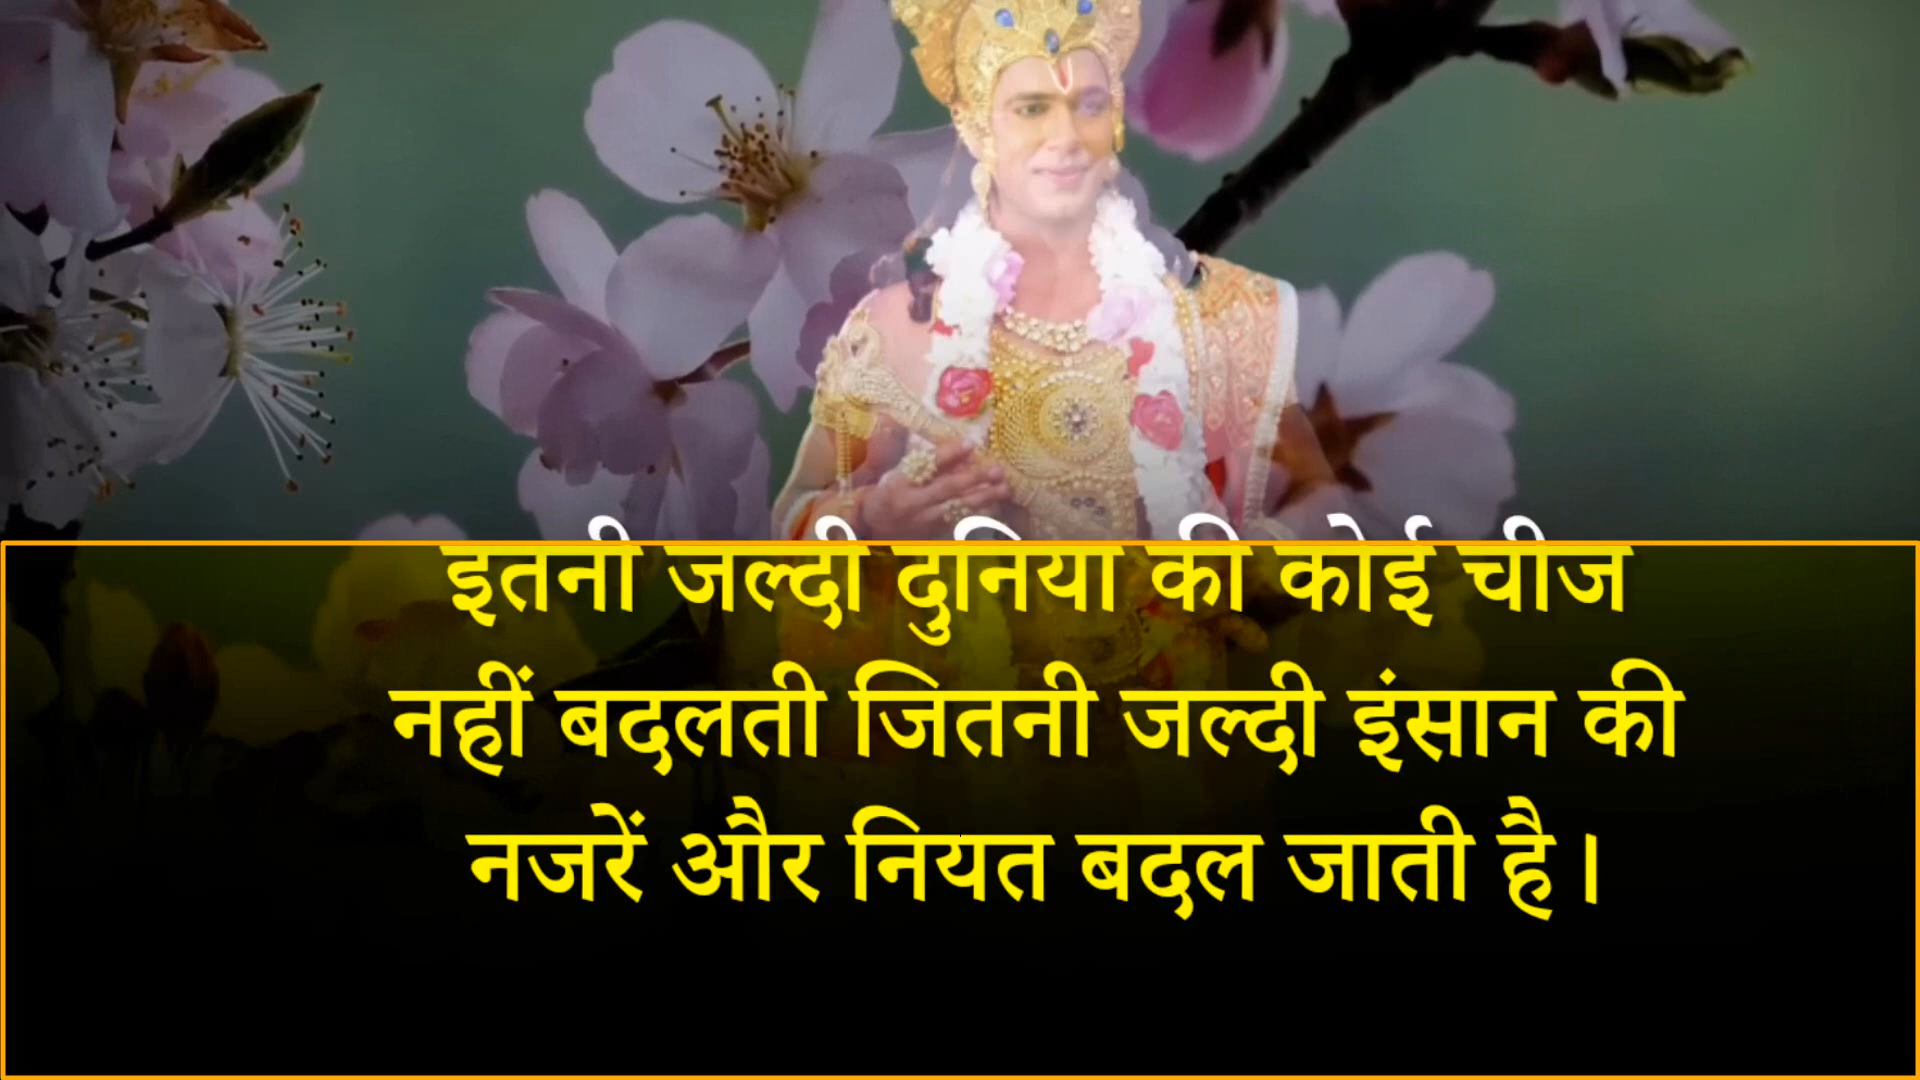 इतनी जल्दी दुनिया की कोई चीज
नहीं बदलती जितनी जल्दी इंसान की
नजरें और नियत बदल जाती है।